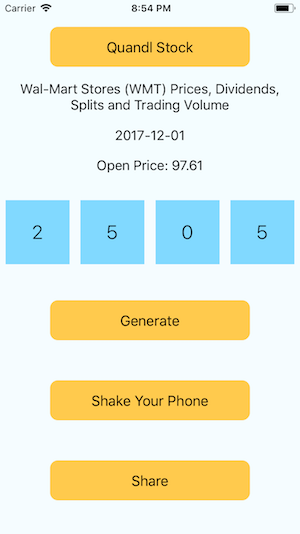 Carrier 8:54 PM
Quandl Stock
Wal-Mart Stores (WMT) Prices, Dividends,
Splits and Trading Volume
2017-12-01
Open Price: 97.61
2 5 0 5
Generate
Shake Your Phone
Share